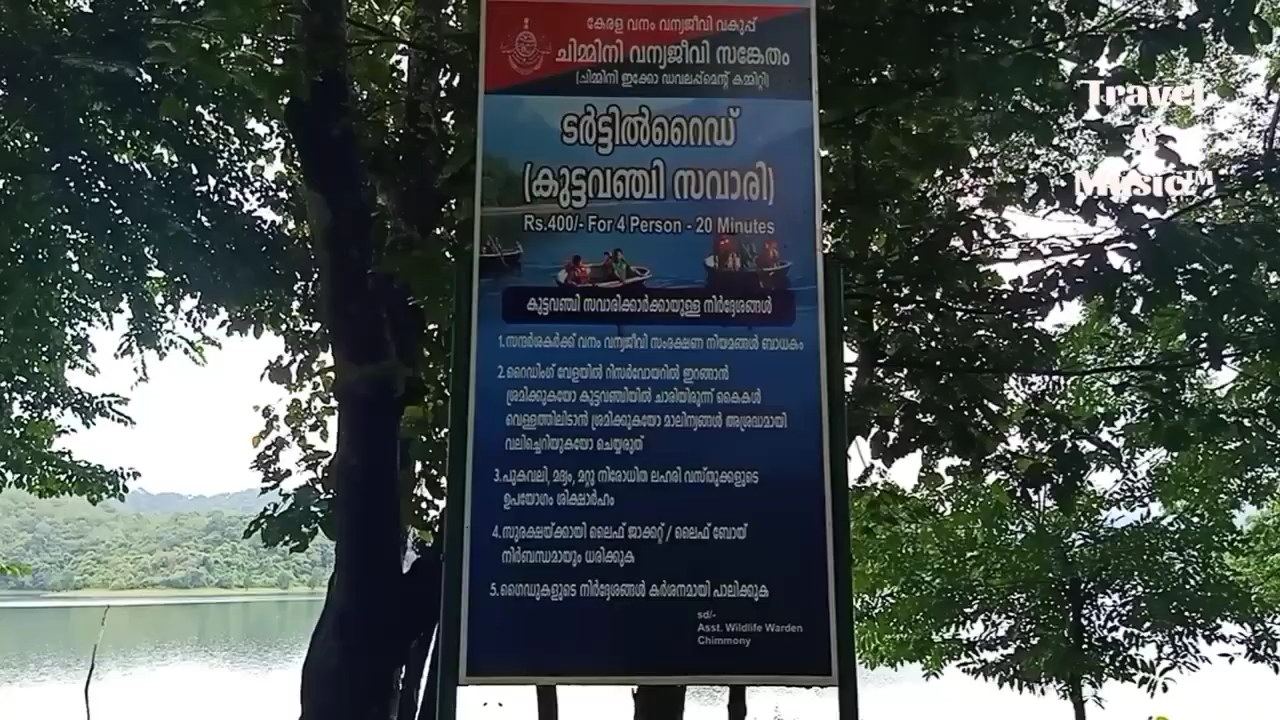 കേരള വനം വന്യജീവി വകുപ്പ്
ചിമ്മിനി വന്യജീവി സങ്കേതം
(ചിമ്മിനി ഇക്കോ ഡവലപ്പ്മെന്റ് കമ്മിറ്റി)
ടർട്ടിൽറൈഡ്
(കുട്ടവഞ്ചി സവാരി)
Rs.400/- For 4 Person - 20 Minutes
കുട്ടവഞ്ചി സവാരിക്കാർക്കായുള്ള നിർദ്ദേശങ്ങൾ
1. സന്ദർശകർക്ക് വനം വന്യജീവി സംരക്ഷണ നിയമങ്ങൾ ബാധകം
2. റൈഡിംഗ് വേളയിൽ റിസർവോയറിൽ ഇറങ്ങാൻ
ശ്രമിക്കുകയോ കുട്ടവഞ്ചിയിൽ ചാരിയിരുന്ന് കൈകൾ
വെള്ളത്തിലിടാൻ ശ്രമിക്കുകയോ മാലിന്യങ്ങൾ അശ്രദ്ധമായി
വലിച്ചെറിയുകയോ ചെയ്യരുത്
3. പുകവലി, മദ്യം, മറ്റു നിരോധിത ലഹരി വസ്തുക്കളുടെ
ഉപയോഗം ശിക്ഷാർഹം
4. സുരക്ഷയ്ക്കായി ലൈഫ് ജാക്കറ്റ് / ലൈഫ് ബോയ്
നിർബന്ധമായും ധരിക്കുക
5. ഗൈഡുകളുടെ നിർദ്ദേശങ്ങൾ കർശനമായി പാലിക്കുക
sd/-
Asst. Wildlife Warden
Chimmony
Travel
&
Music™